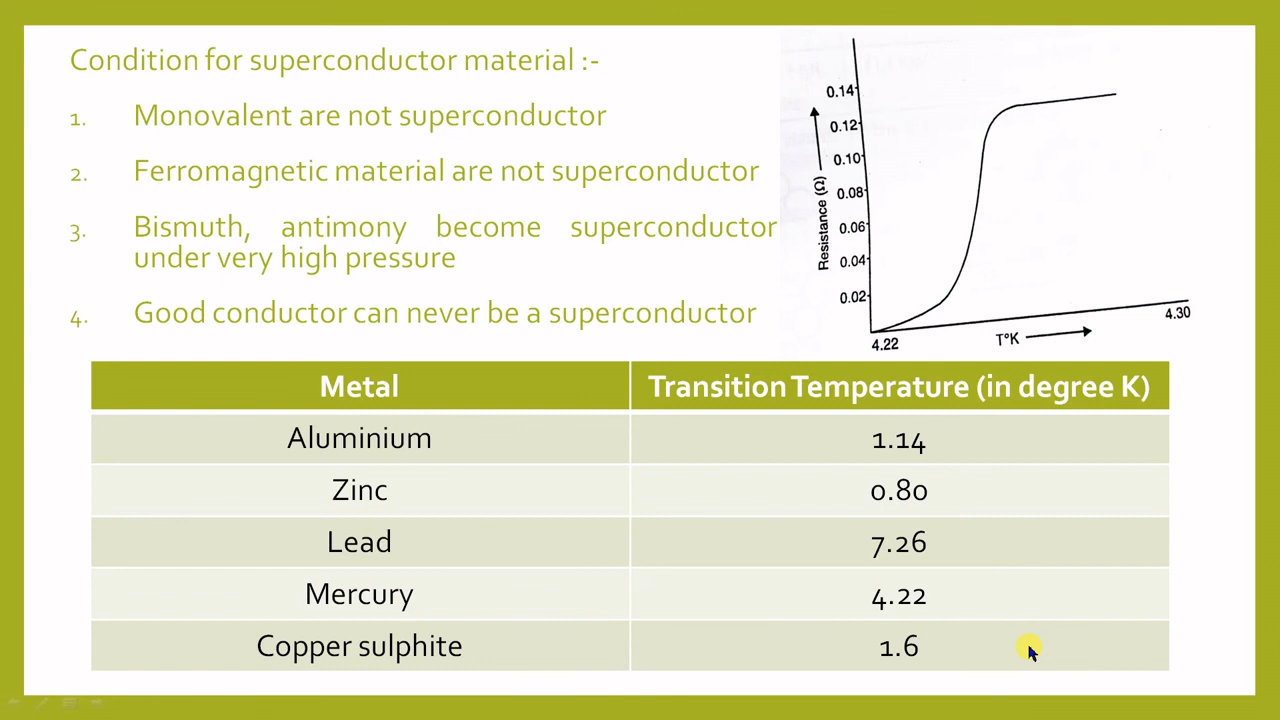 Condition for superconductor material :-
1. Monovalent are not superconductor
2. Ferromagnetic material are not superconductor
3. Bismuth, antimony become superconductor
under very high pressure
4. Good conductor can never be a superconductor
0.14
0.12
0.10
0.08
0.06
0.04
0.02
Resistance (Ω)
4.22
T°K
4.30
Metal Transition Temperature (in degree K)
Aluminium 1.14
Zinc 0.80
Lead 7.26
Mercury 4.22
Copper sulphite 1.6